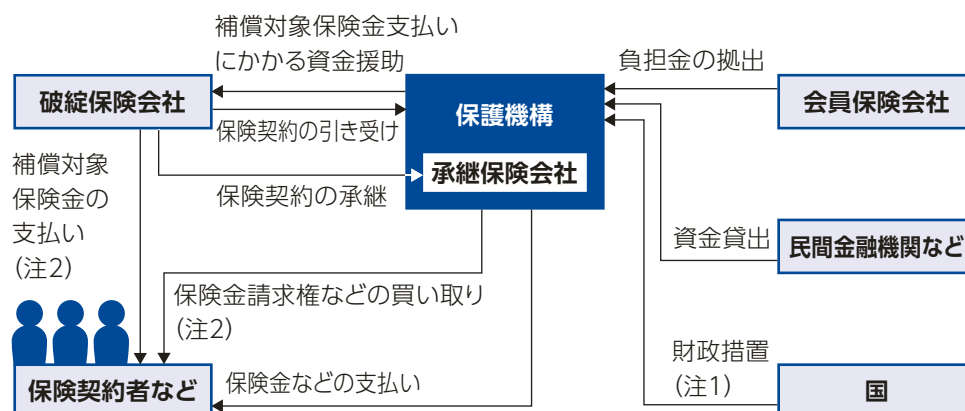 補償対象保険金支払い
にかかる資金援助
負担金の拠出
破綻保険会社
保護機構
会員保険会社
保険契約の引き受け
補償対象
保険金の
支払い
(注2)
承継保険会社
保険契約の承継
資金貸出
民間金融機関など
保険金請求権などの買い取り
(注2)
財政措置
(注1)
保険契約者など
保険金などの支払い
国